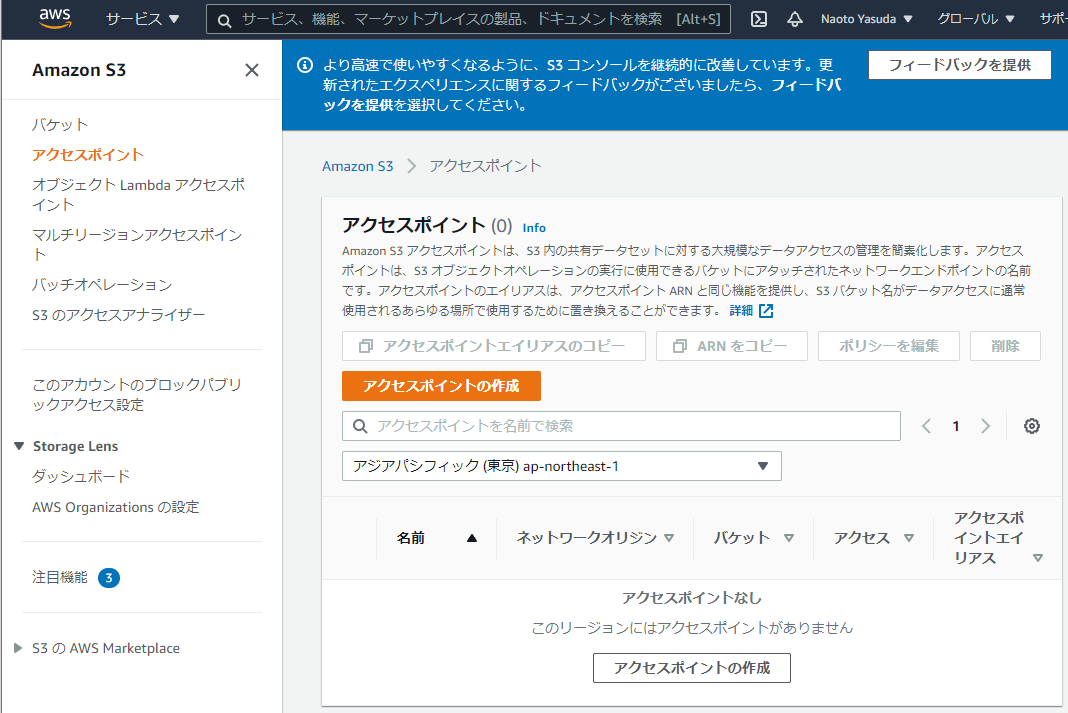 aws サービス ▼ サービス、機能、マーケットプレイスの製品、ドキュメントを検索 [Alt+S] Naoto Yasuda ▼ グローバル ▼ サポー
Amazon S3
バケット
アクセスポイント
オブジェクト Lambda アクセスポ
イント
マルチリージョンアクセスポイン
ト
バッチオペレーション
S3 のアクセスアナライザー
このアカウントのブロックパブリ
ックアクセス設定
Storage Lens
ダッシュボード
AWS Organizations の設定
注目機能 3
S3 の AWS Marketplace
より高速で使いやすくなるように、S3 コンソールを継続的に改善しています。更
新されたエクスペリエンスに関するフィードバックがございましたら、フィードバ
ックを提供を選択してください。
フィードバックを提供
Amazon S3 > アクセスポイント
アクセスポイント (0) Info
Amazon S3 アクセスポイントは、S3 内の共有データセットに対する大規模なデータアクセスの管理を簡素化します。アクセス
ポイントは、S3 オブジェクトオペレーションの実行に使用できるバケットにアタッチされたネットワークエンドポイントの名前
です。アクセスポイントのエイリアスは、アクセスポイント ARN と同じ機能を提供し、S3 バケット名がデータアクセスに通常
使用されるあらゆる場所で使用するために置き換えることができます。 詳細
アクセスポイントエイリアスのコピー ARN をコピー ポリシーを編集 削除
アクセスポイントの作成
アクセスポイントを名前で検索 1
アジアパシフィック (東京) ap-northeast-1
名前 ネットワークオリジン バケット アクセス
アクセスポ
イントエイ
リアス
アクセスポイントなし
このリージョンにはアクセスポイントがありません
アクセスポイントの作成